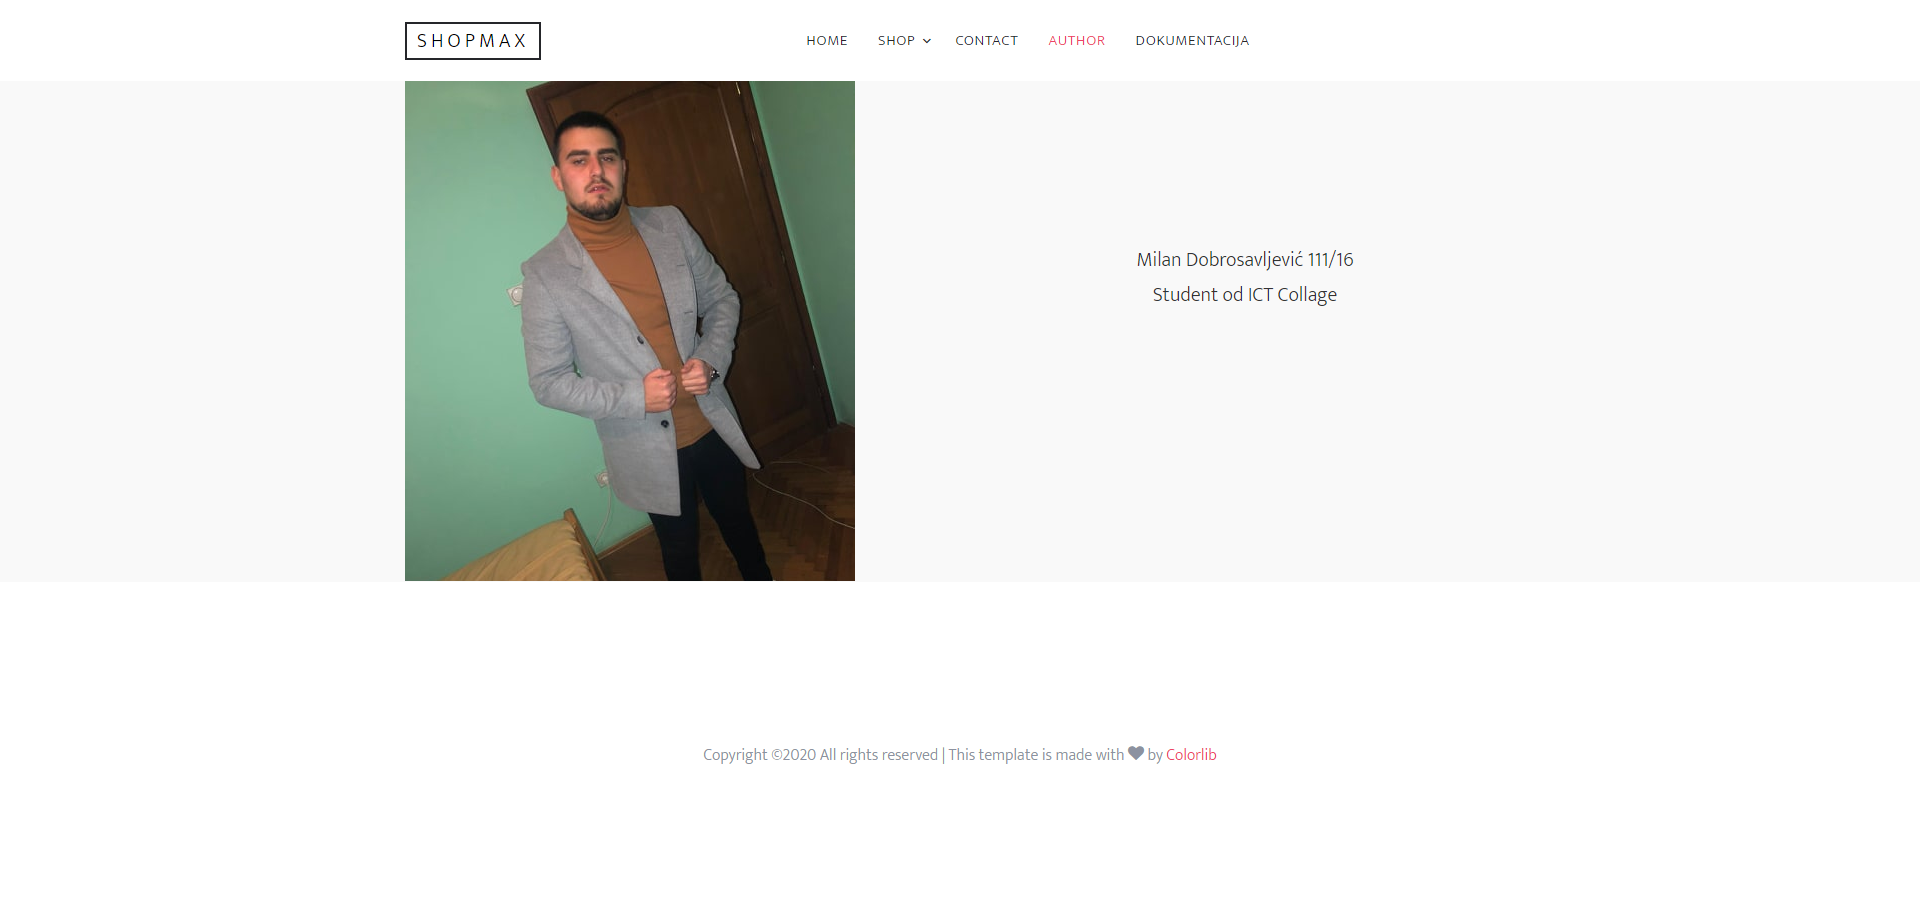 SHOPMAX
HOME SHOP CONTACT AUTHOR DOKUMENTACIJA
Milan Dobrosavljević 111/16
Student od ICT Collage
Copyright ©2020 All rights reserved | This template is made with ❤ by Colorlib